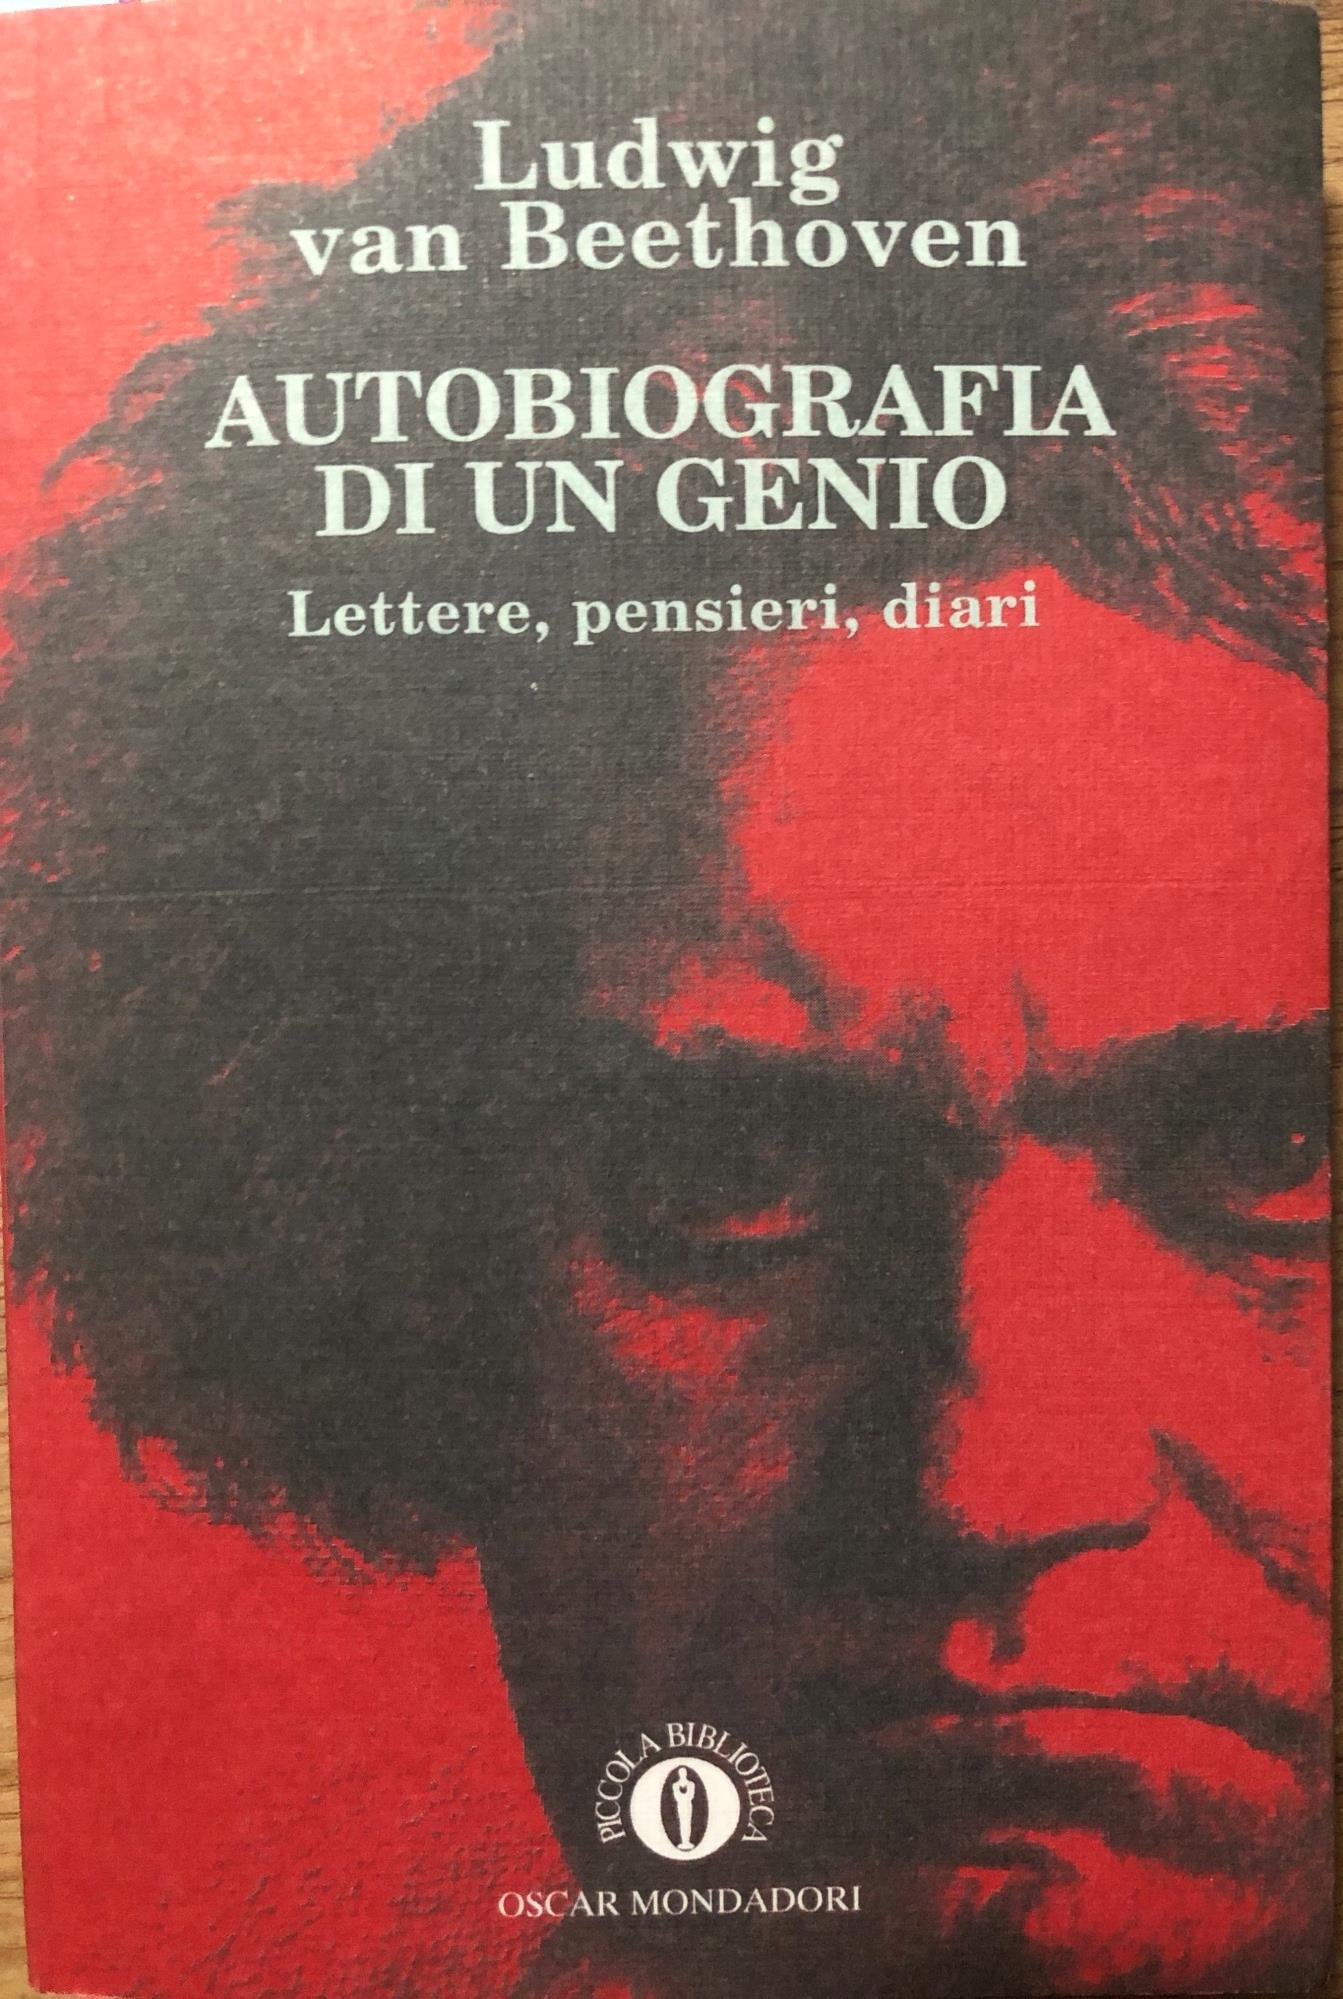 Ludwig
van Beethoven
AUTOBIOGRAFIA
DI UN GENIO
Lettere, pensieri, diari
PICCOLA BIBLIOTECA
OSCAR MONDADORI